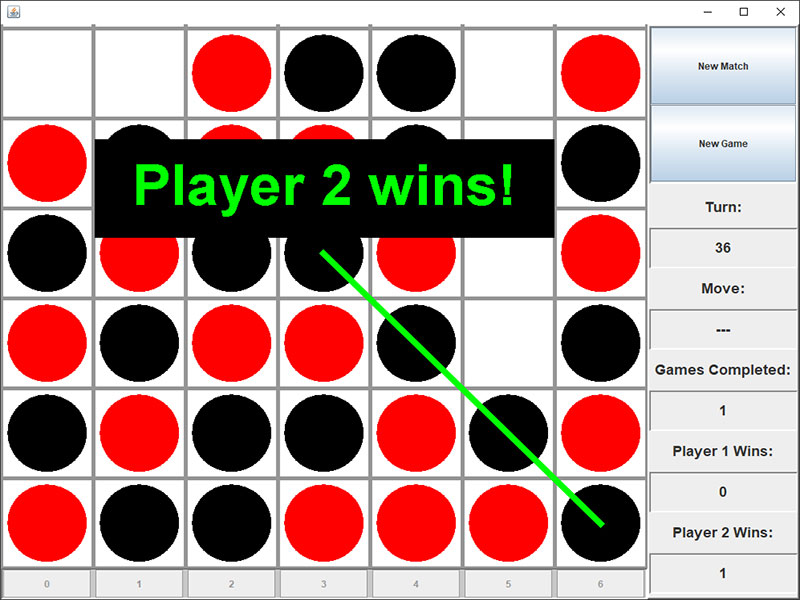 Player 2 wins!
New Match
New Game
Turn:
36
Move:
---
Games Completed:
1
Player 1 Wins:
0
Player 2 Wins:
1
0 1 2 3 4 5 6